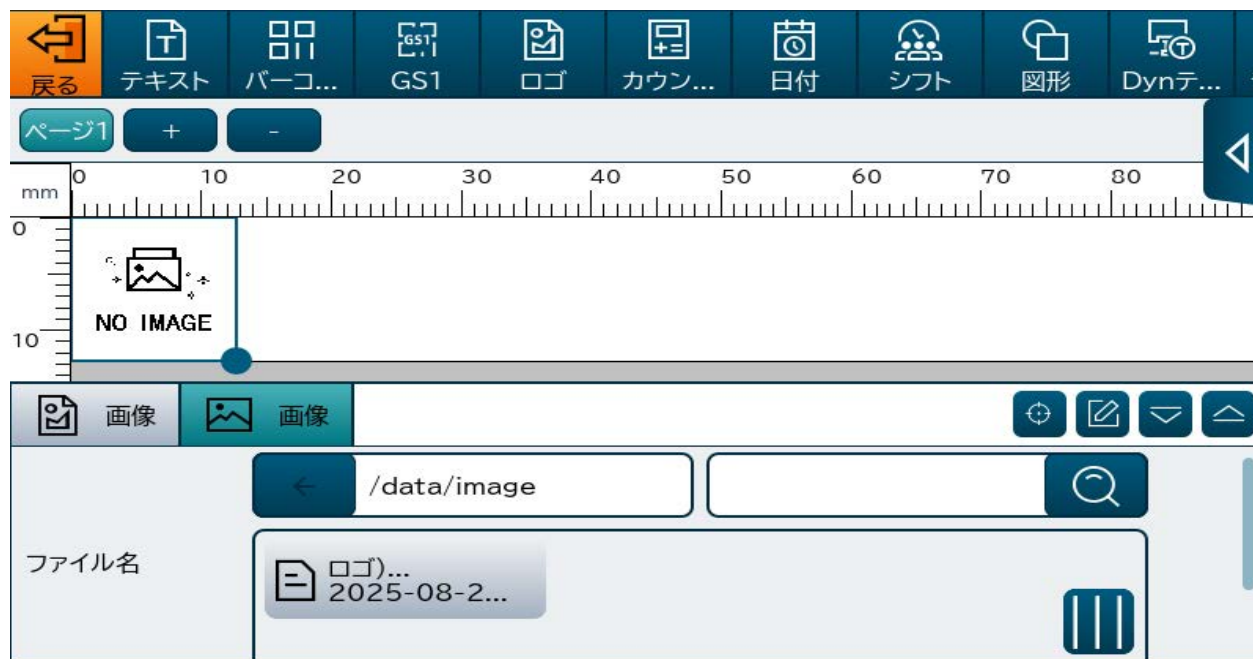 戻る
テキスト
バーコ...
GS1
GS1
ロゴ
カウン...
日付
シフト
図形
Dynテ...
ページ1
+
-
mm
0 10 20 30 40 50 60 70 80
0
NO IMAGE
10
画像
画像
/data/image
ファイル名
ロゴ)...
2025-08-2...